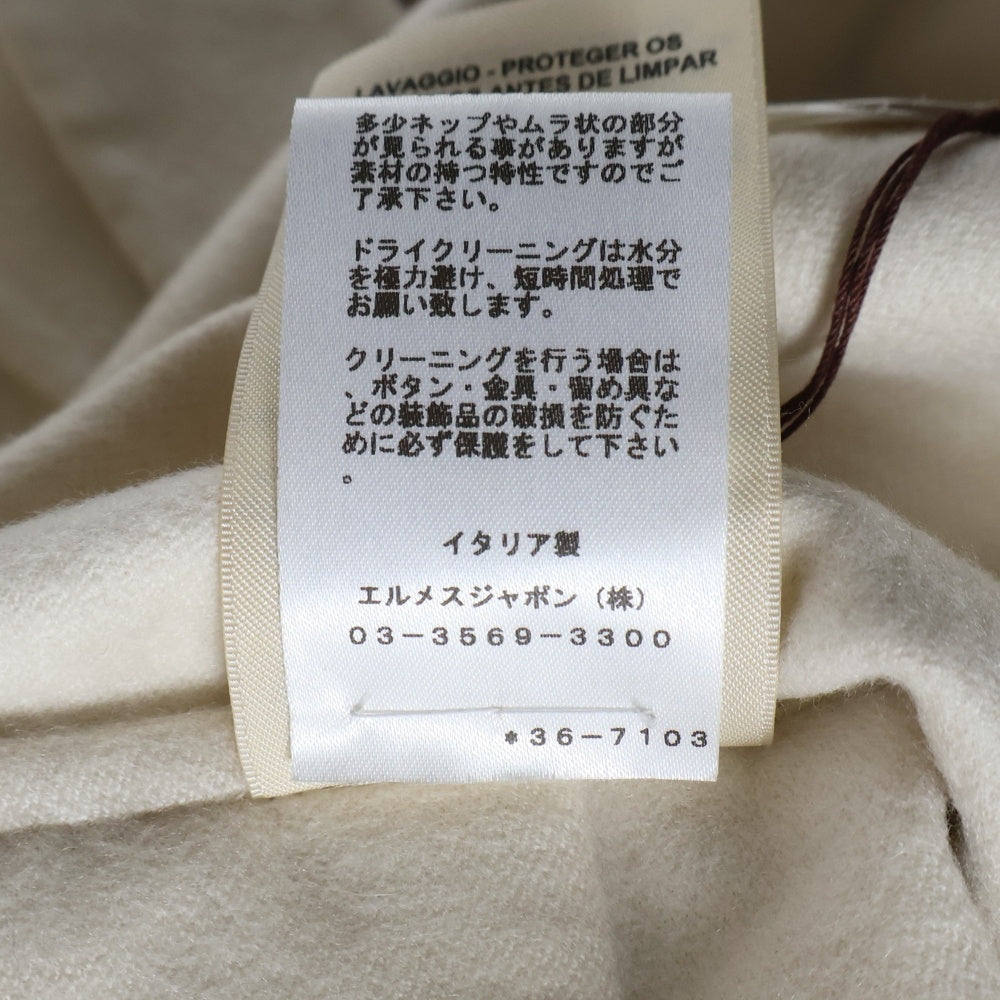 LAVAGGIO - PROTEGER OS
ANTES DE LIMPAR
多少ネップやムラ状の部分
が見られる事がありますが
素材の持つ特性ですのでご
了承下さい。
ドライクリーニングは水分
を極力避け、短時間処理で
お願い致します。
クリーニングを行う場合は
、ボタン・金具・留め具な
どの装飾品の破損を防ぐた
めに必ず保護をして下さい
。
イタリア製
エルメスジャポン（株）
03-3569-3300
*36-7103